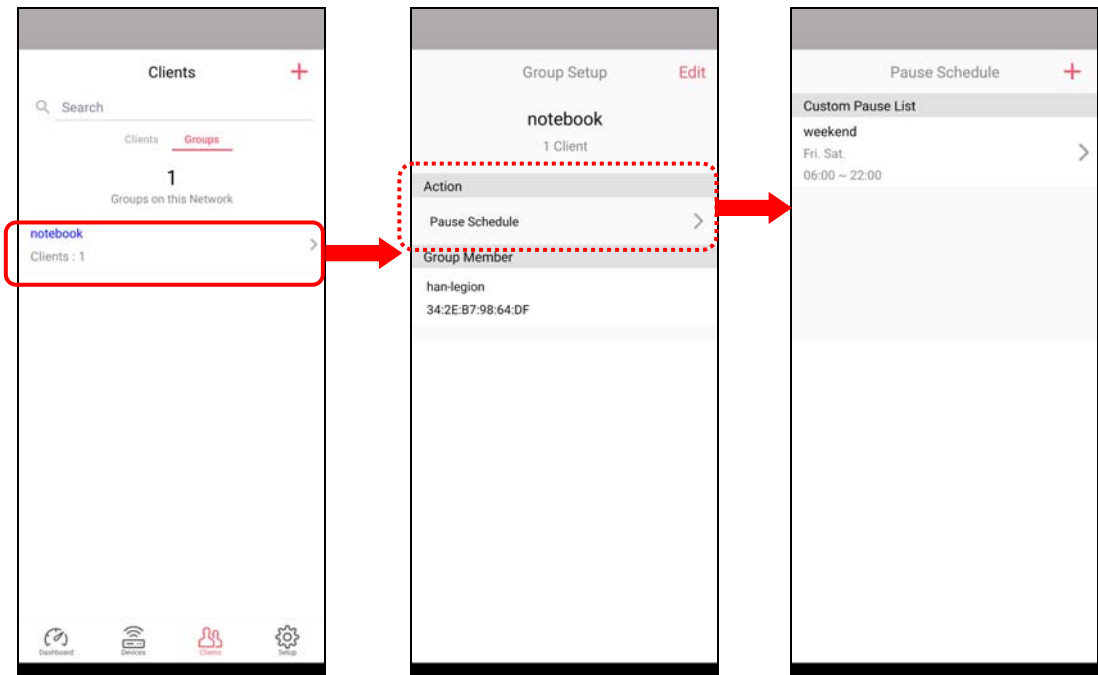 Clients
+
Search
Clients Groups
1
Groups on this Network
notebook
Clients : 1
Dashboard Devices Clients Setup
Group Setup Edit
notebook
1 Client
Action
Pause Schedule
Group Member
han-legion
34:2E:B7:98:64:DF
Pause Schedule +
Custom Pause List
weekend
Fri. Sat.
06:00 ~ 22:00